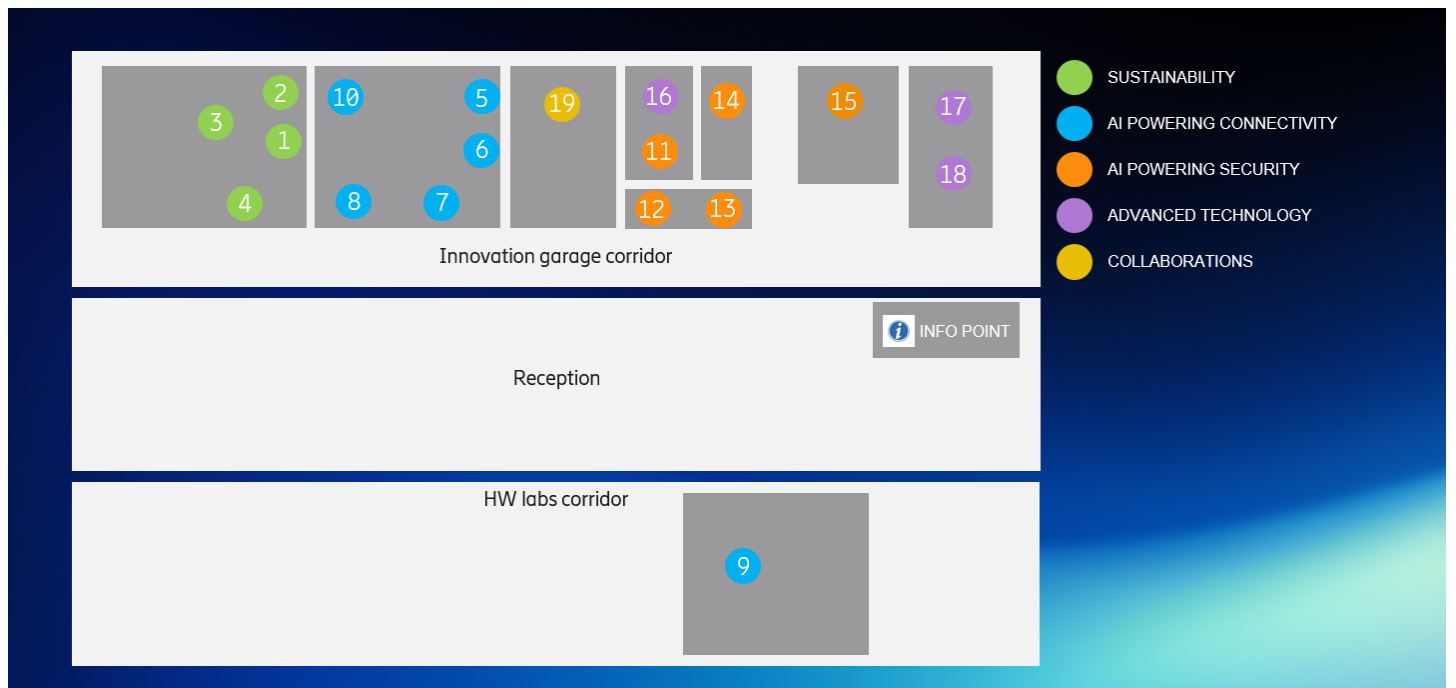 2
10
5
19
16
14
15
17
3
1
6
11
18
4
8
7
12
13
Innovation garage corridor
i INFO POINT
Reception
HW labs corridor
9
SUSTAINABILITY
AI POWERING CONNECTIVITY
AI POWERING SECURITY
ADVANCED TECHNOLOGY
COLLABORATIONS